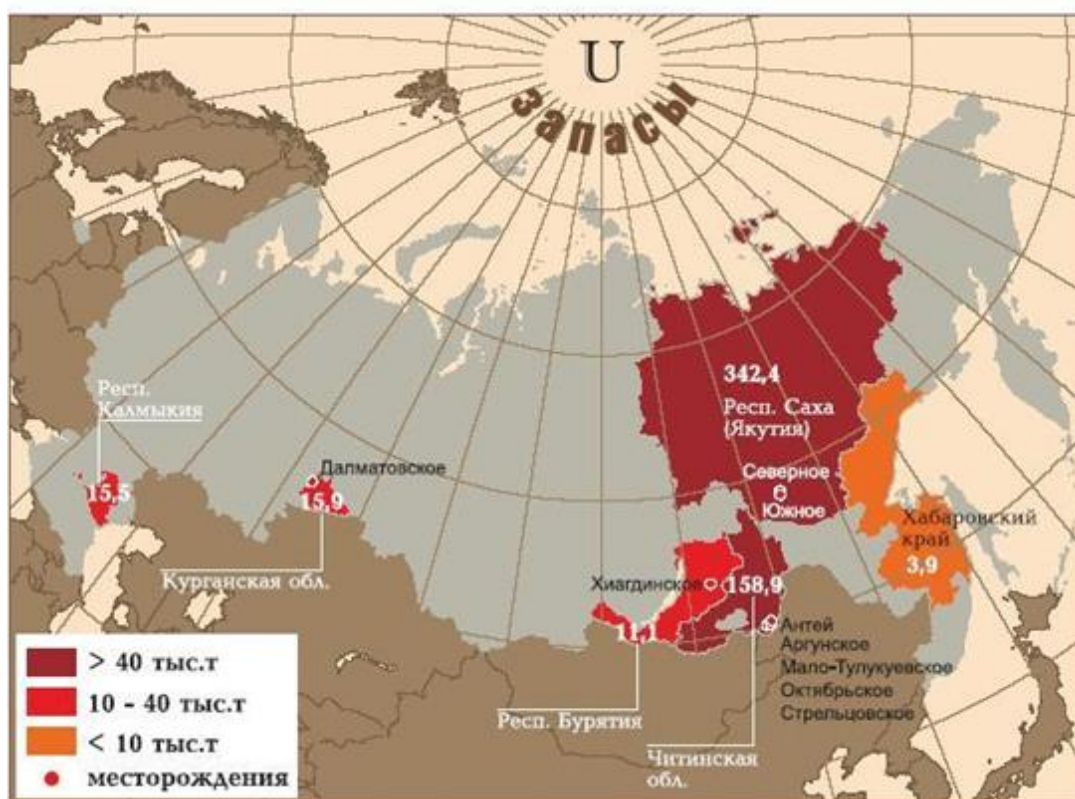 U
Запасы
342,4
Респ. Саха
(Якутия)
Северное
Южное
Респ.
Калмыкия
15,5
Далматовское
15,9
Курганская обл.
Хабаровский
край
3,9
Хиагдинское
158,9
11,1
Антей
Аргунское
Мало-Тулукуевское
Октябрьское
Стрельцовское
Респ. Бурятия
Читинская
обл.
> 40 тыс.т
10 - 40 тыс.т
< 10 тыс.т
месторождения